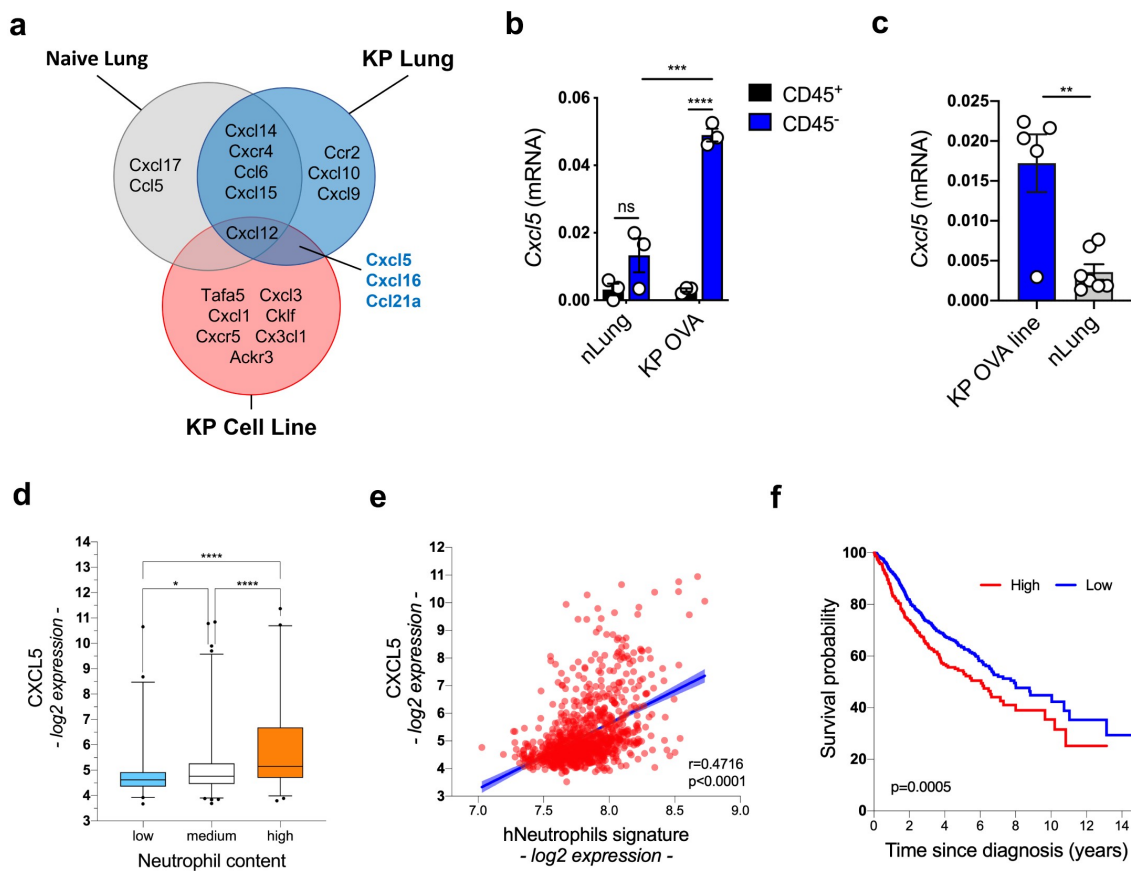 a
Naive Lung
KP Lung
Cxcl17
Ccl5
Cxcl14
Cxcr4
Ccl6
Cxcl15
Ccr2
Cxcl10
Cxcl9
Cxcl12
Cxcl5
Cxcl16
Ccl21a
Tafa5 Cxcl3
Cxcl1 Cklf
Cxcr5 Cx3cl1
Ackr3
KP Cell Line
b
Cxcl5 (mRNA)
0.06
0.04
0.02
0.00
ns
***
****
CD45+
CD45-
nLung
KP OVA
c
Cxcl5 (mRNA)
0.025
0.020
0.015
0.010
0.005
0.000
**
KP OVA line
nLung
d
CXCL5
- log2 expression -
14
13
12
11
10
9
8
7
6
5
4
3
****
* ****
low medium high
Neutrophil content
e
CXCL5
- log2 expression -
12
11
10
9
8
7
6
5
4
3
r=0.4716
p<0.0001
7.0 7.5 8.0 8.5 9.0
hNeutrophils signature
- log2 expression -
f
Survival probability
100
80
60
40
20
0
High Low
p=0.0005
0 2 4 6 8 10 12 14
Time since diagnosis (years)